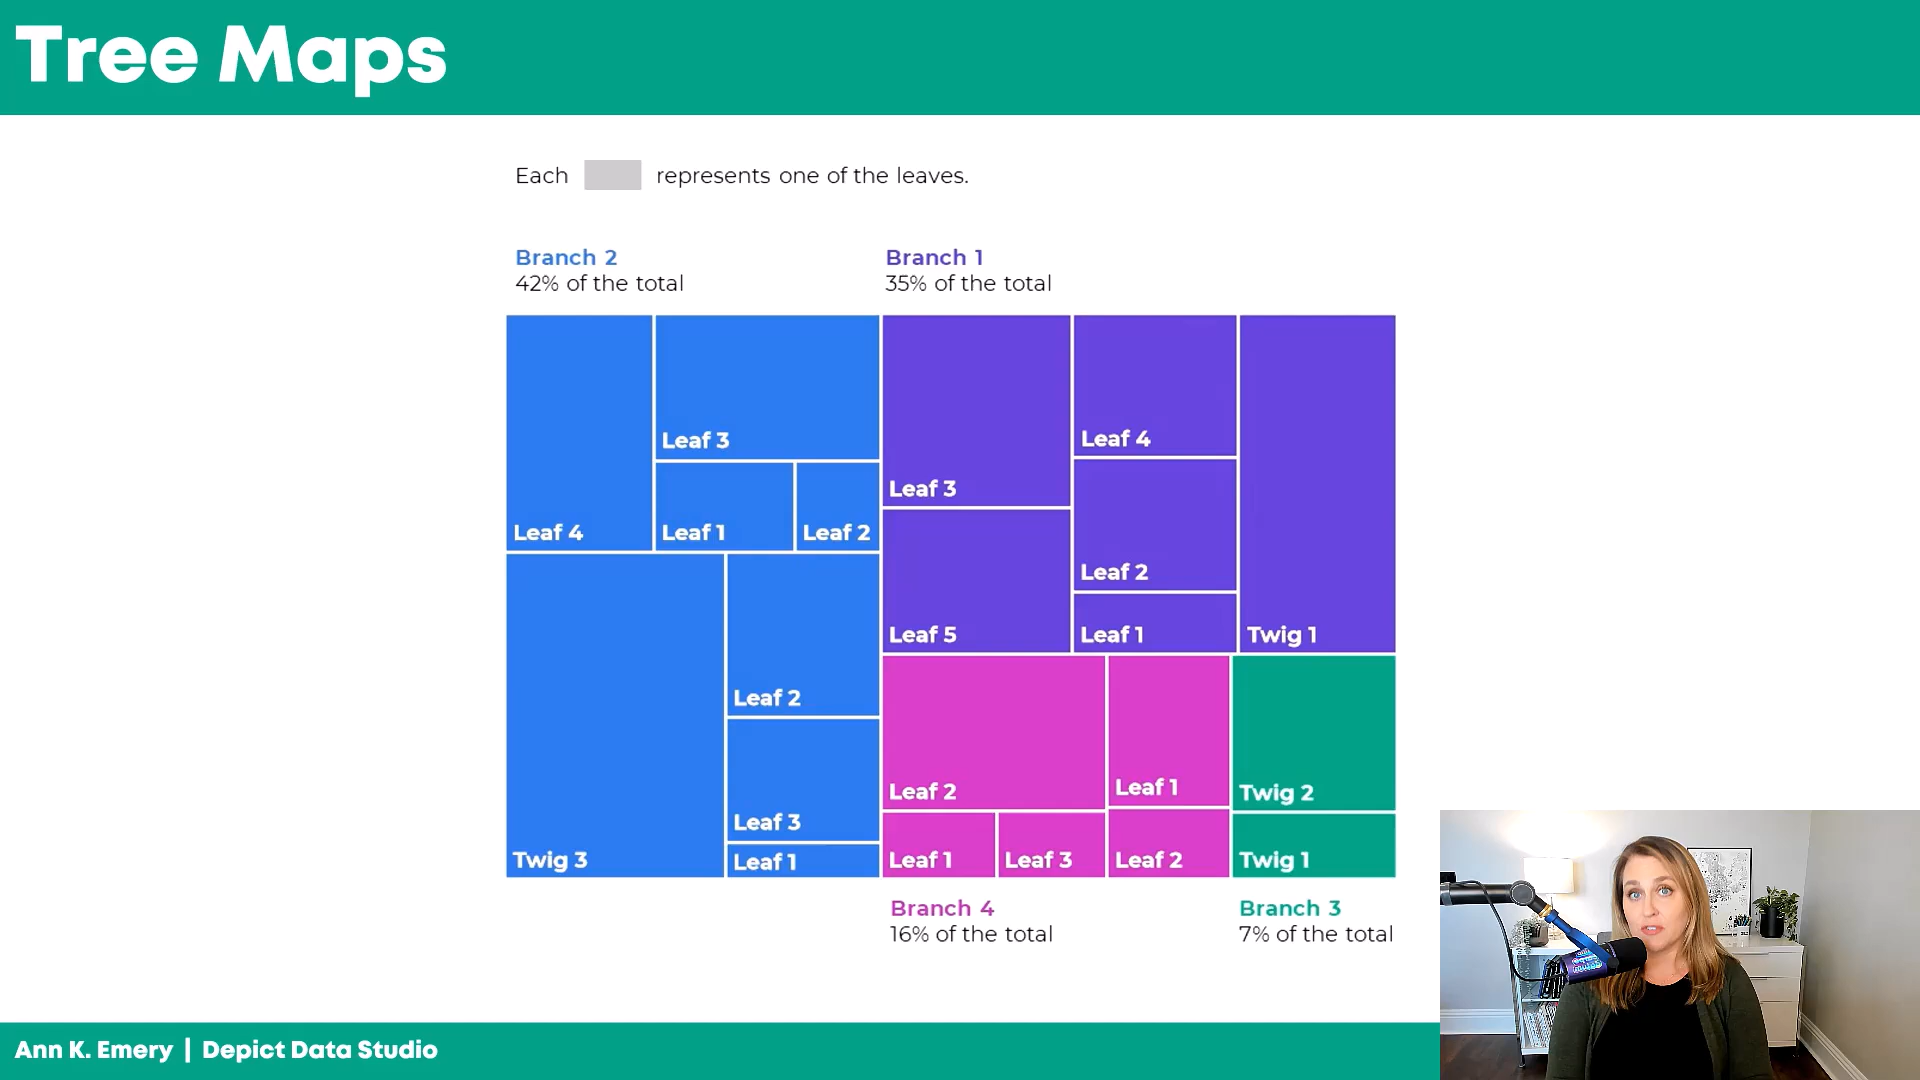 Tree Maps
Each represents one of the leaves.
Branch 2
42% of the total
Branch 1
35% of the total
Leaf 4
Leaf 3
Leaf 1
Leaf 2
Twig 3
Leaf 2
Leaf 3
Leaf 1
Leaf 3
Leaf 5
Leaf 4
Leaf 2
Leaf 1
Twig 1
Leaf 2
Leaf 1
Leaf 1
Leaf 3
Leaf 2
Twig 2
Twig 1
Branch 4
16% of the total
Branch 3
7% of the total
Ann K. Emery | Depict Data Studio